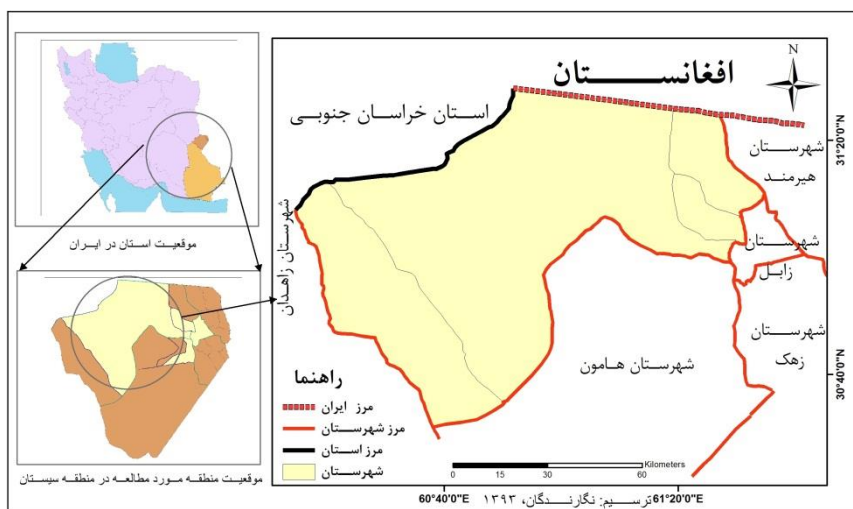 افغانستان
N
استان خراسان جنوبی
31°20'0"N
شهرستان
هیرمند
شهرستان زاهدان
شهرستان
زابل
موقعیت استان در ایران
شهرستان
زهک
شهرستان هامون
30°40'0"N
راهنما
مرز ایران
مرز شهرستان
مرز استان
شهرستان
Kilometers
0 15 30 60
موقعیت منطقه مورد مطالعه در منطقه سیستان
60°40'0"E
61°20'0"E
ترسیم: نگارندگان، ۱۳۹۳